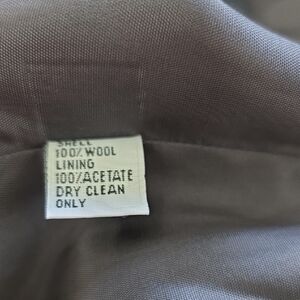 SHELL
100% WOOL
LINING
100% ACETATE
DRY CLEAN
ONLY